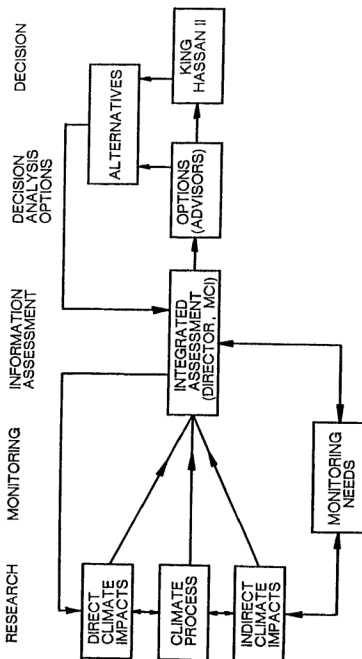 RESEARCH
MONITORING
INFORMATION
ASSESSMENT
DECISION
ANALYSIS
OPTIONS
DECISION
DIRECT
CLIMATE
IMPACTS
CLIMATE
PROCESS
INDIRECT
CLIMATE
IMPACTS
MONITORING
NEEDS
INTEGRATED
ASSESSMENT
(DIRECTOR, MCI)
OPTIONS
(ADVISORS)
ALTERNATIVES
KING
HASSAN II